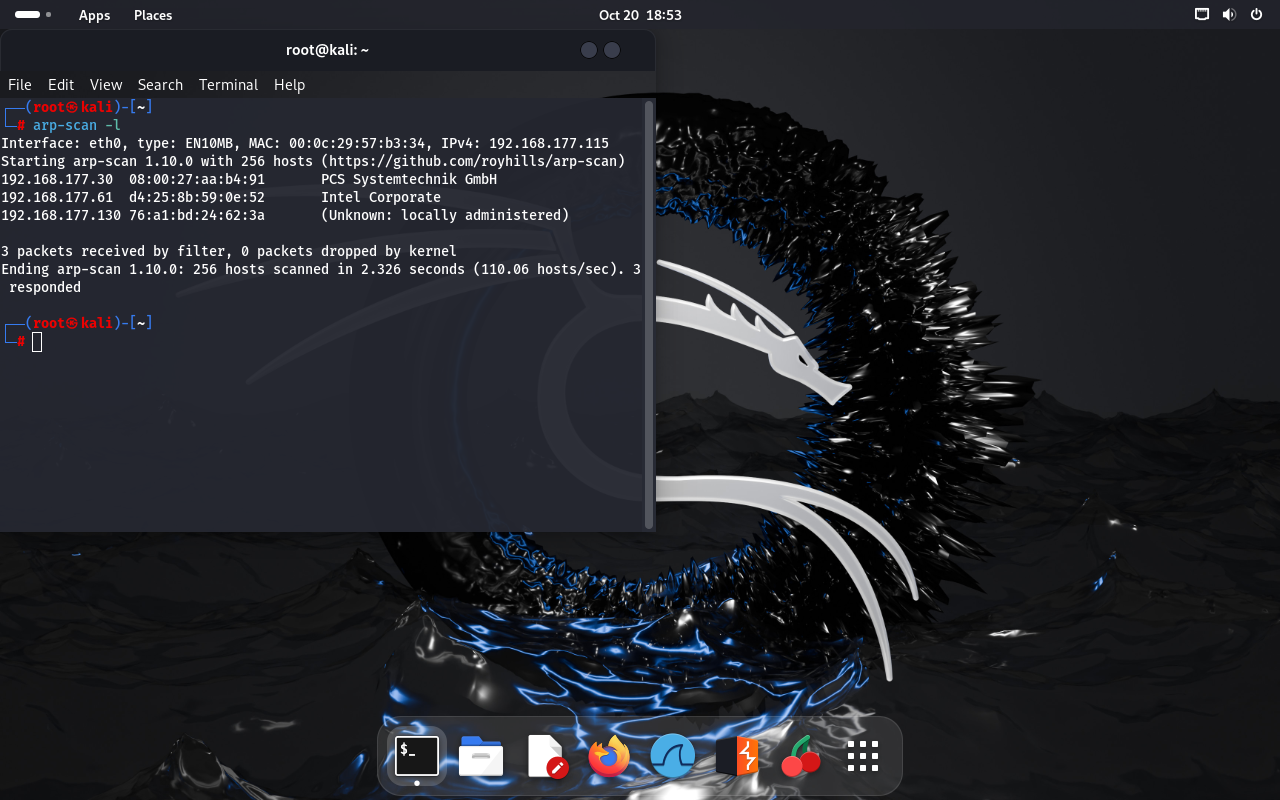 Apps Places Oct 20 18:53
root@kali: ~
File Edit View Search Terminal Help
┌──(root㉿kali)-[~]
└─# arp-scan -l
Interface: eth0, type: EN10MB, MAC: 00:0c:29:57:b3:34, IPv4: 192.168.177.115
Starting arp-scan 1.10.0 with 256 hosts (https://github.com/royhills/arp-scan)
192.168.177.30  08:00:27:aa:b4:91       PCS Systemtechnik GmbH
192.168.177.61  d4:25:8b:59:0e:52       Intel Corporate
192.168.177.130 76:a1:bd:24:62:3a       (Unknown: locally administered)
3 packets received by filter, 0 packets dropped by kernel
Ending arp-scan 1.10.0: 256 hosts scanned in 2.326 seconds (110.06 hosts/sec). 3
 responded
┌──(root㉿kali)-[~]
└─#
$_